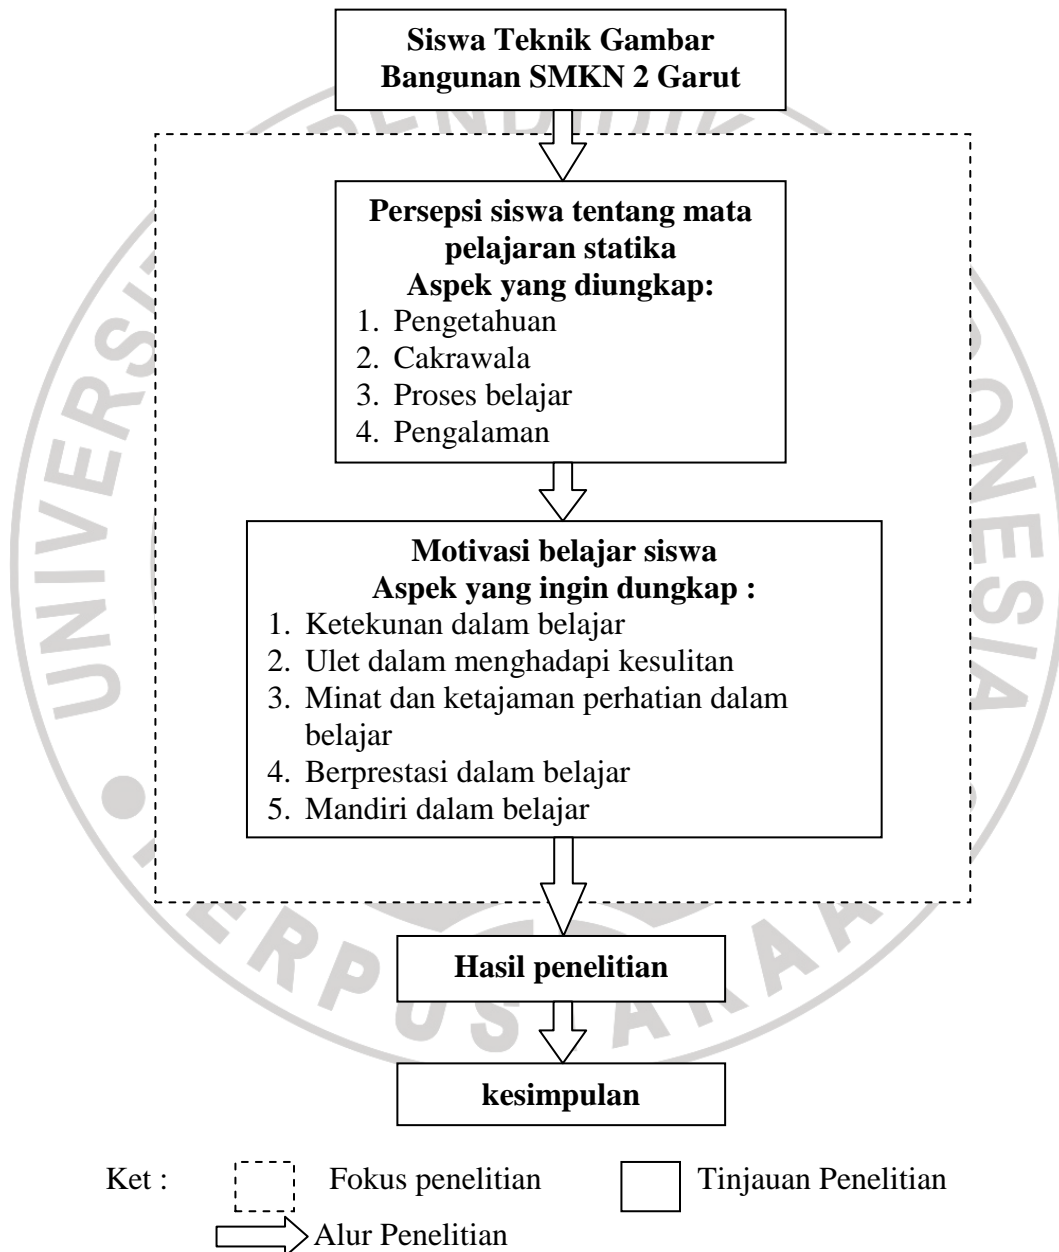 Siswa Teknik Gambar
Bangunan SMKN 2 Garut
Persepsi siswa tentang mata
pelajaran statika
Aspek yang diungkap:
1. Pengetahuan
2. Cakrawala
3. Proses belajar
4. Pengalaman
Motivasi belajar siswa
Aspek yang ingin dungkap :
1. Ketekunan dalam belajar
2. Ulet dalam menghadapi kesulitan
3. Minat dan ketajaman perhatian dalam
belajar
4. Berprestasi dalam belajar
5. Mandiri dalam belajar
Hasil penelitian
kesimpulan
Ket : Fokus penelitian Tinjauan Penelitian
Alur Penelitian